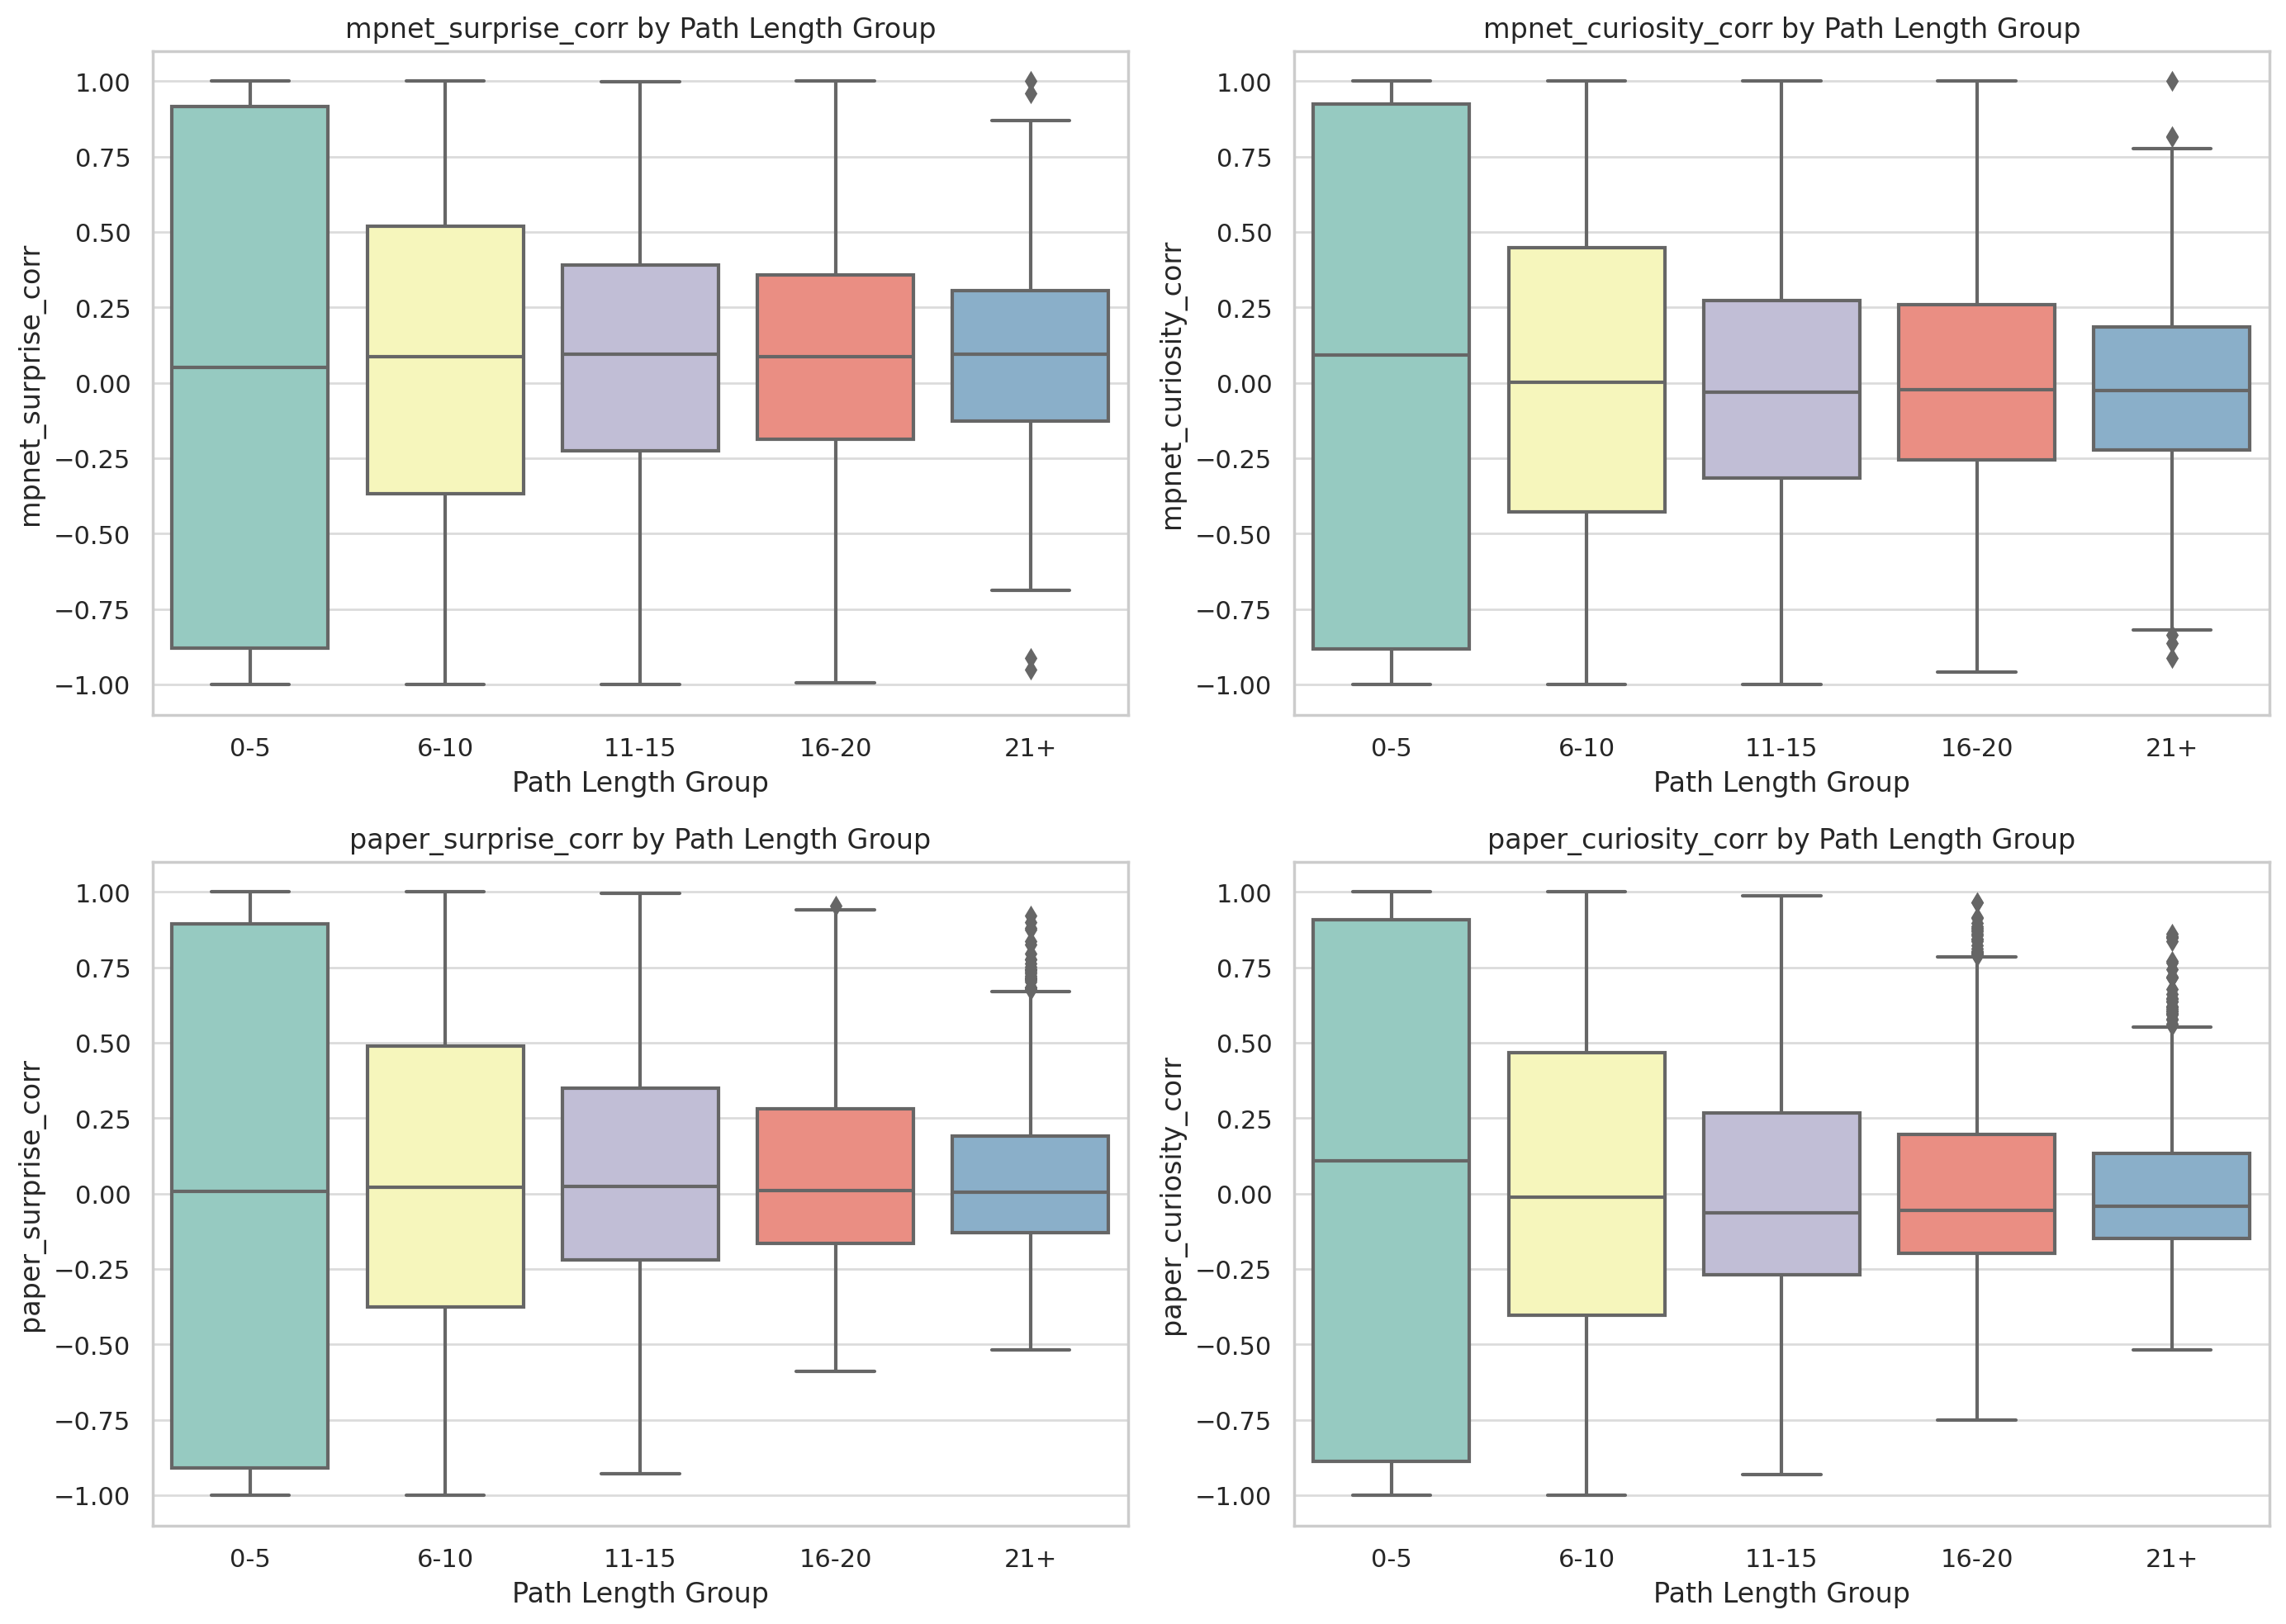 mpnet_surprise_corr by Path Length Group
mpnet_surprise_corr
1.00
0.75
0.50
0.25
0.00
−0.25
−0.50
−0.75
−1.00
0-5 6-10 11-15 16-20 21+
Path Length Group
mpnet_curiosity_corr by Path Length Group
mpnet_curiosity_corr
1.00
0.75
0.50
0.25
0.00
−0.25
−0.50
−0.75
−1.00
0-5 6-10 11-15 16-20 21+
Path Length Group
paper_surprise_corr by Path Length Group
paper_surprise_corr
1.00
0.75
0.50
0.25
0.00
−0.25
−0.50
−0.75
−1.00
0-5 6-10 11-15 16-20 21+
Path Length Group
paper_curiosity_corr by Path Length Group
paper_curiosity_corr
1.00
0.75
0.50
0.25
0.00
−0.25
−0.50
−0.75
−1.00
0-5 6-10 11-15 16-20 21+
Path Length Group